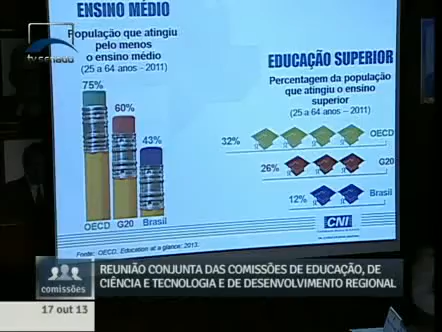 ENSINO MÉDIO
População que atingiu
pelo menos
o ensino médio
(25 a 64 anos - 2011)
75%
60%
43%
OECD G20 Brasil
EDUCAÇÃO SUPERIOR
Percentagem da população
que atingiu o ensino
superior
(25 a 64 anos – 2011)
32% OECD
26% G20
12% Brasil
CNI
Fonte: OECD. Education at a glance: 2013.
tv senado
comissões
REUNIÃO CONJUNTA DAS COMISSÕES DE EDUCAÇÃO, DE
CIÊNCIA E TECNOLOGIA E DE DESENVOLVIMENTO REGIONAL
17 out 13